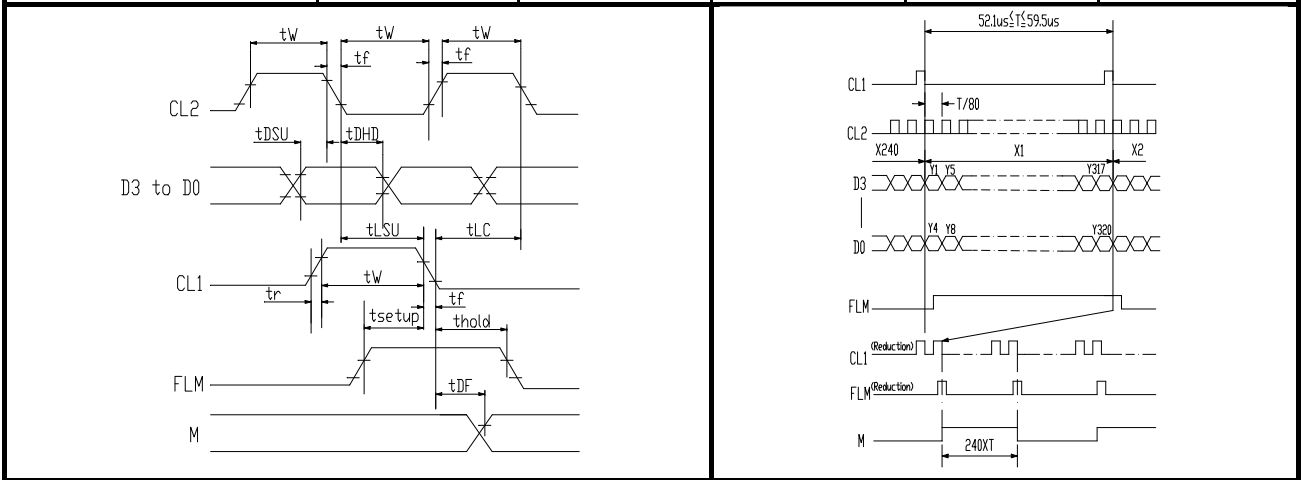 tW
tW
tW
tf
tf
CL2
tDSU
tDHD
D3 to D0
tLSU
tLC
CL1
tW
tr
tf
tsetup
thold
FLM
tDF
M
52.1us≦T≦59.5us
CL1
T/80
CL2
X240
X1
X2
Y1 Y5
Y317
D3
Y4 Y8
Y320
D0
FLM
(Reduction)
CL1
(Reduction)
FLM
M
240XT